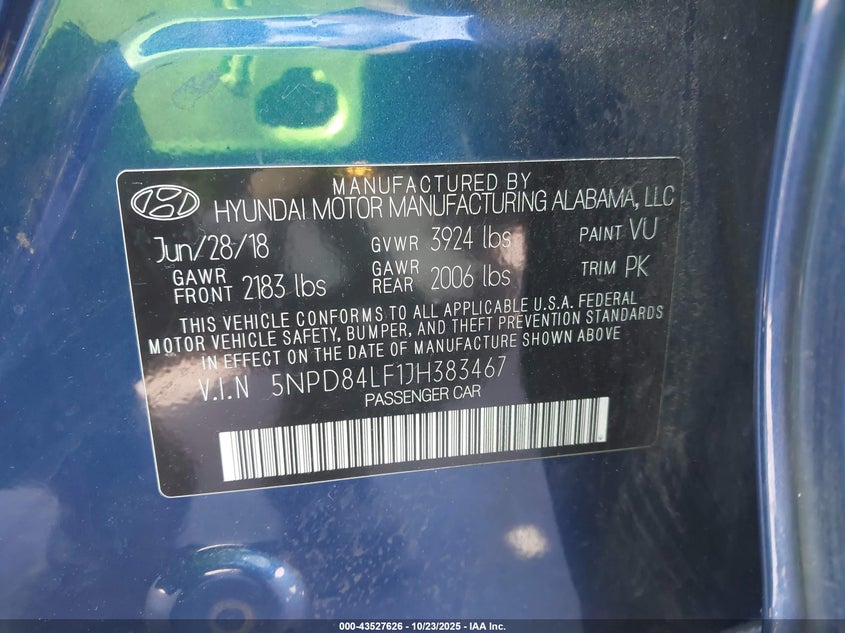 MANUFACTURED BY
HYUNDAI MOTOR MANUFACTURING ALABAMA, LLC
Jun/28/18 GVWR 3924 lbs PAINT VU
GAWR FRONT 2183 lbs GAWR REAR 2006 lbs TRIM PK
THIS VEHICLE CONFORMS TO ALL APPLICABLE U.S.A. FEDERAL
MOTOR VEHICLE SAFETY, BUMPER, AND THEFT PREVENTION STANDARDS
IN EFFECT ON THE DATE OF MANUFACTURE SHOWN ABOVE
V.I.N 5NPD84LF1JH383467
PASSENGER CAR
000-43527626 - 10/23/2025 - IAA Inc.